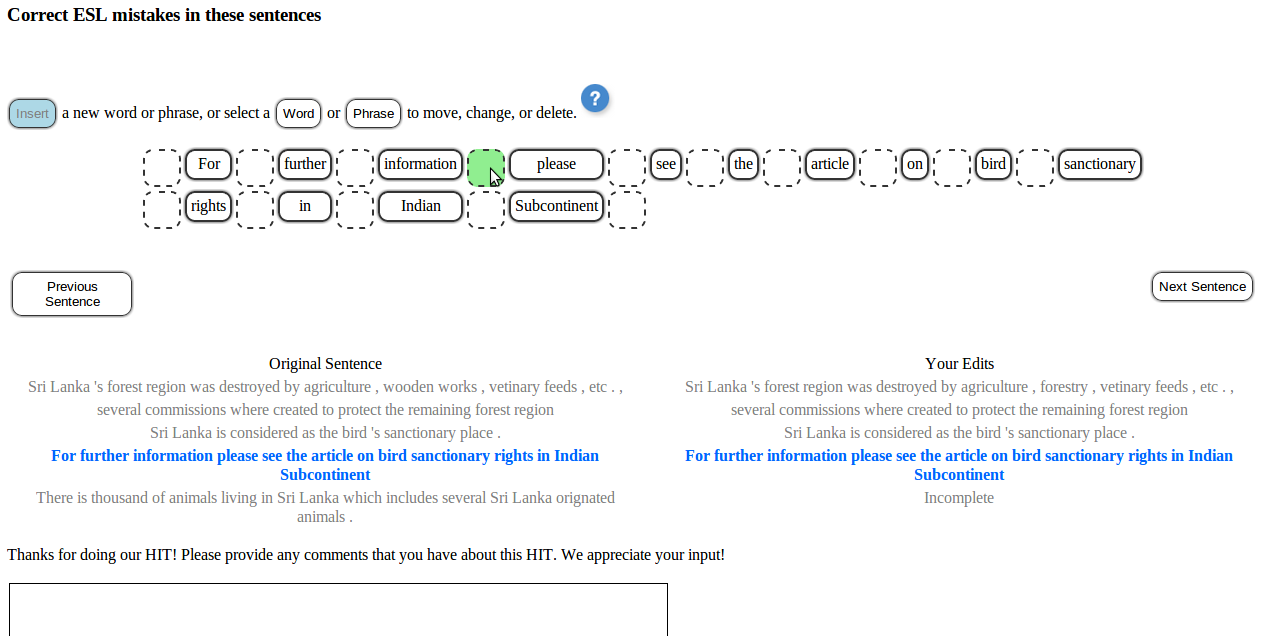 Correct ESL mistakes in these sentences
Insert a new word or phrase, or select a Word or Phrase to move, change, or delete. ?
For further information please see the article on bird sanctionary
rights in Indian Subcontinent
Previous Sentence
Next Sentence
Original Sentence
Sri Lanka 's forest region was destroyed by agriculture , wooden works , vetinary feeds , etc . ,
several commissions where created to protect the remaining forest region
Sri Lanka is considered as the bird 's sanctionary place .
For further information please see the article on bird sanctionary rights in Indian
Subcontinent
There is thousand of animals living in Sri Lanka which includes several Sri Lanka orignated
animals .
Your Edits
Sri Lanka 's forest region was destroyed by agriculture , forestry , vetinary feeds , etc . ,
several commissions where created to protect the remaining forest region
Sri Lanka is considered as the bird 's sanctionary place .
For further information please see the article on bird sanctionary rights in Indian
Subcontinent
Incomplete
Thanks for doing our HIT! Please provide any comments that you have about this HIT. We appreciate your input!